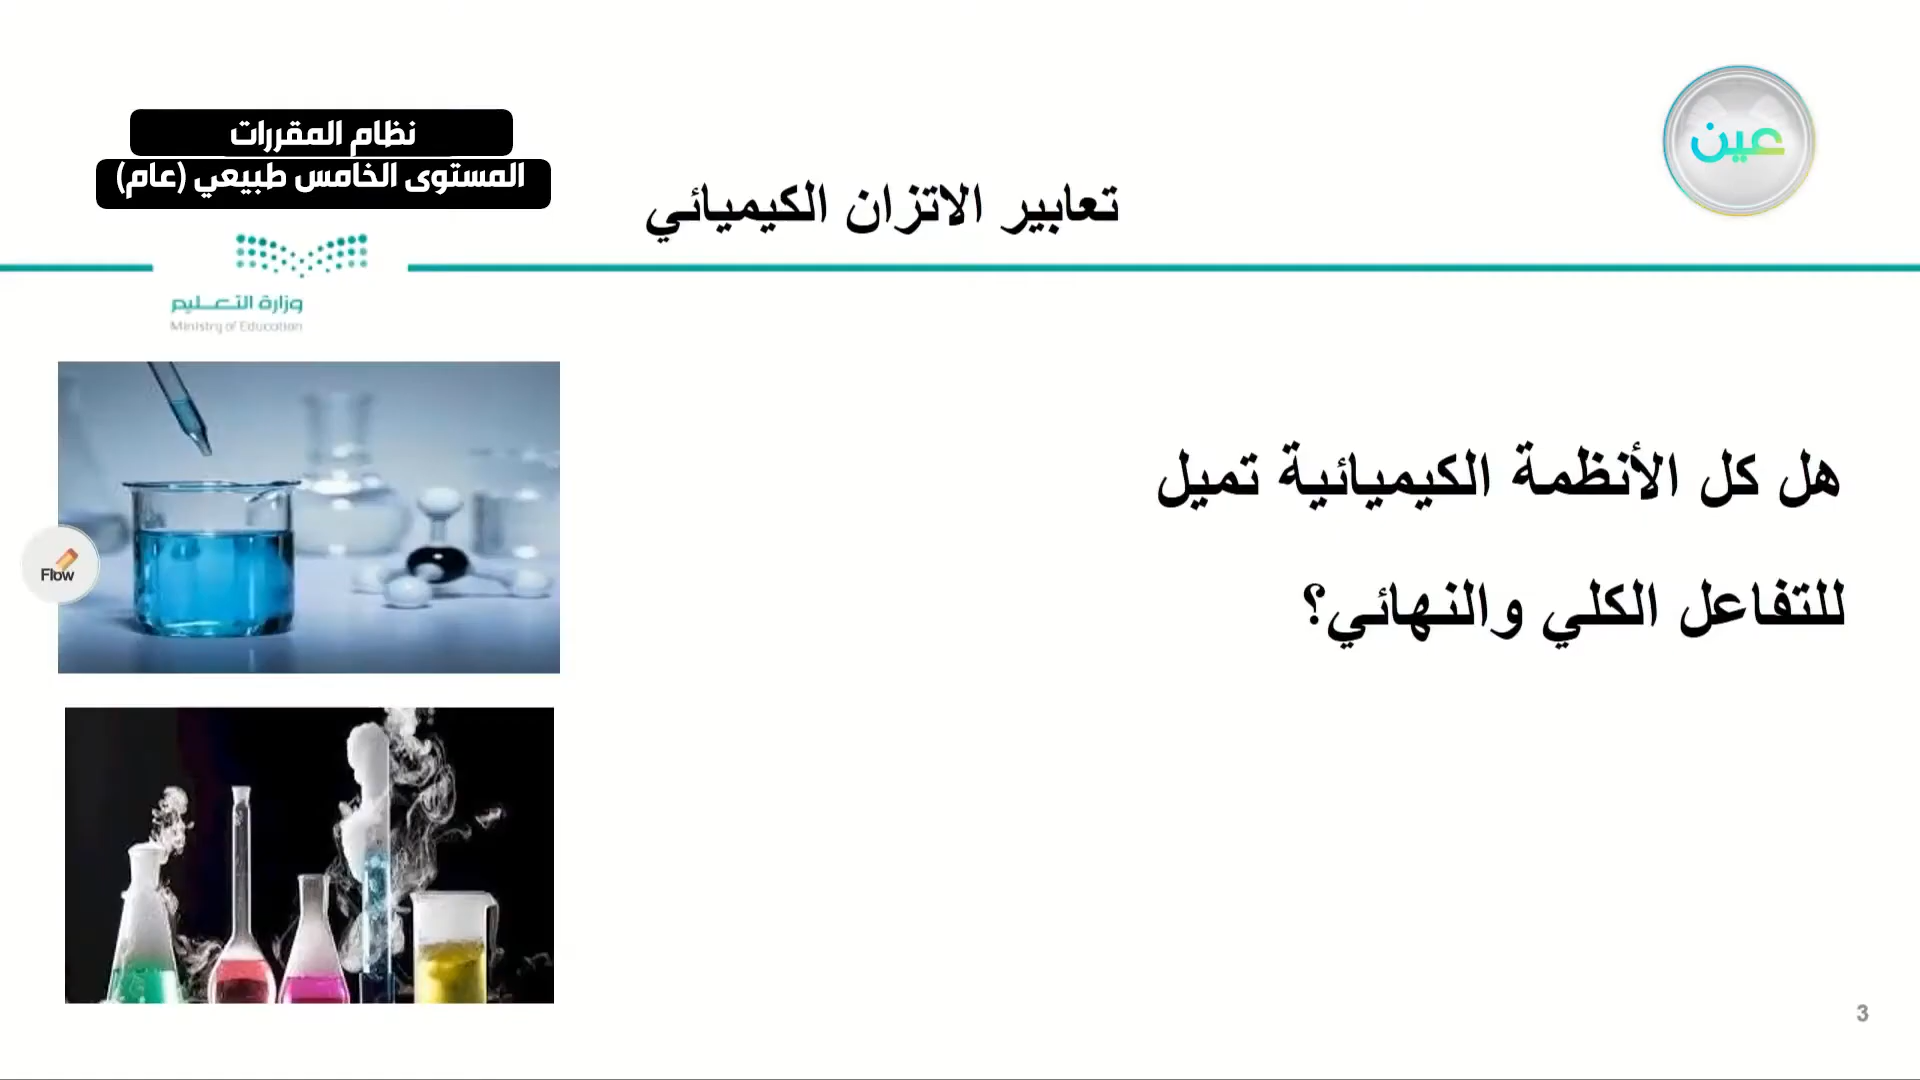 نظام المقررات
المستوى الخامس طبيعي (عام)
عين
تعابير الاتزان الكيميائي
وزارة التعليم
Ministry of Education
هل كل الأنظمة الكيميائية تميل
للتفاعل الكلي والنهائي؟
Flow
3